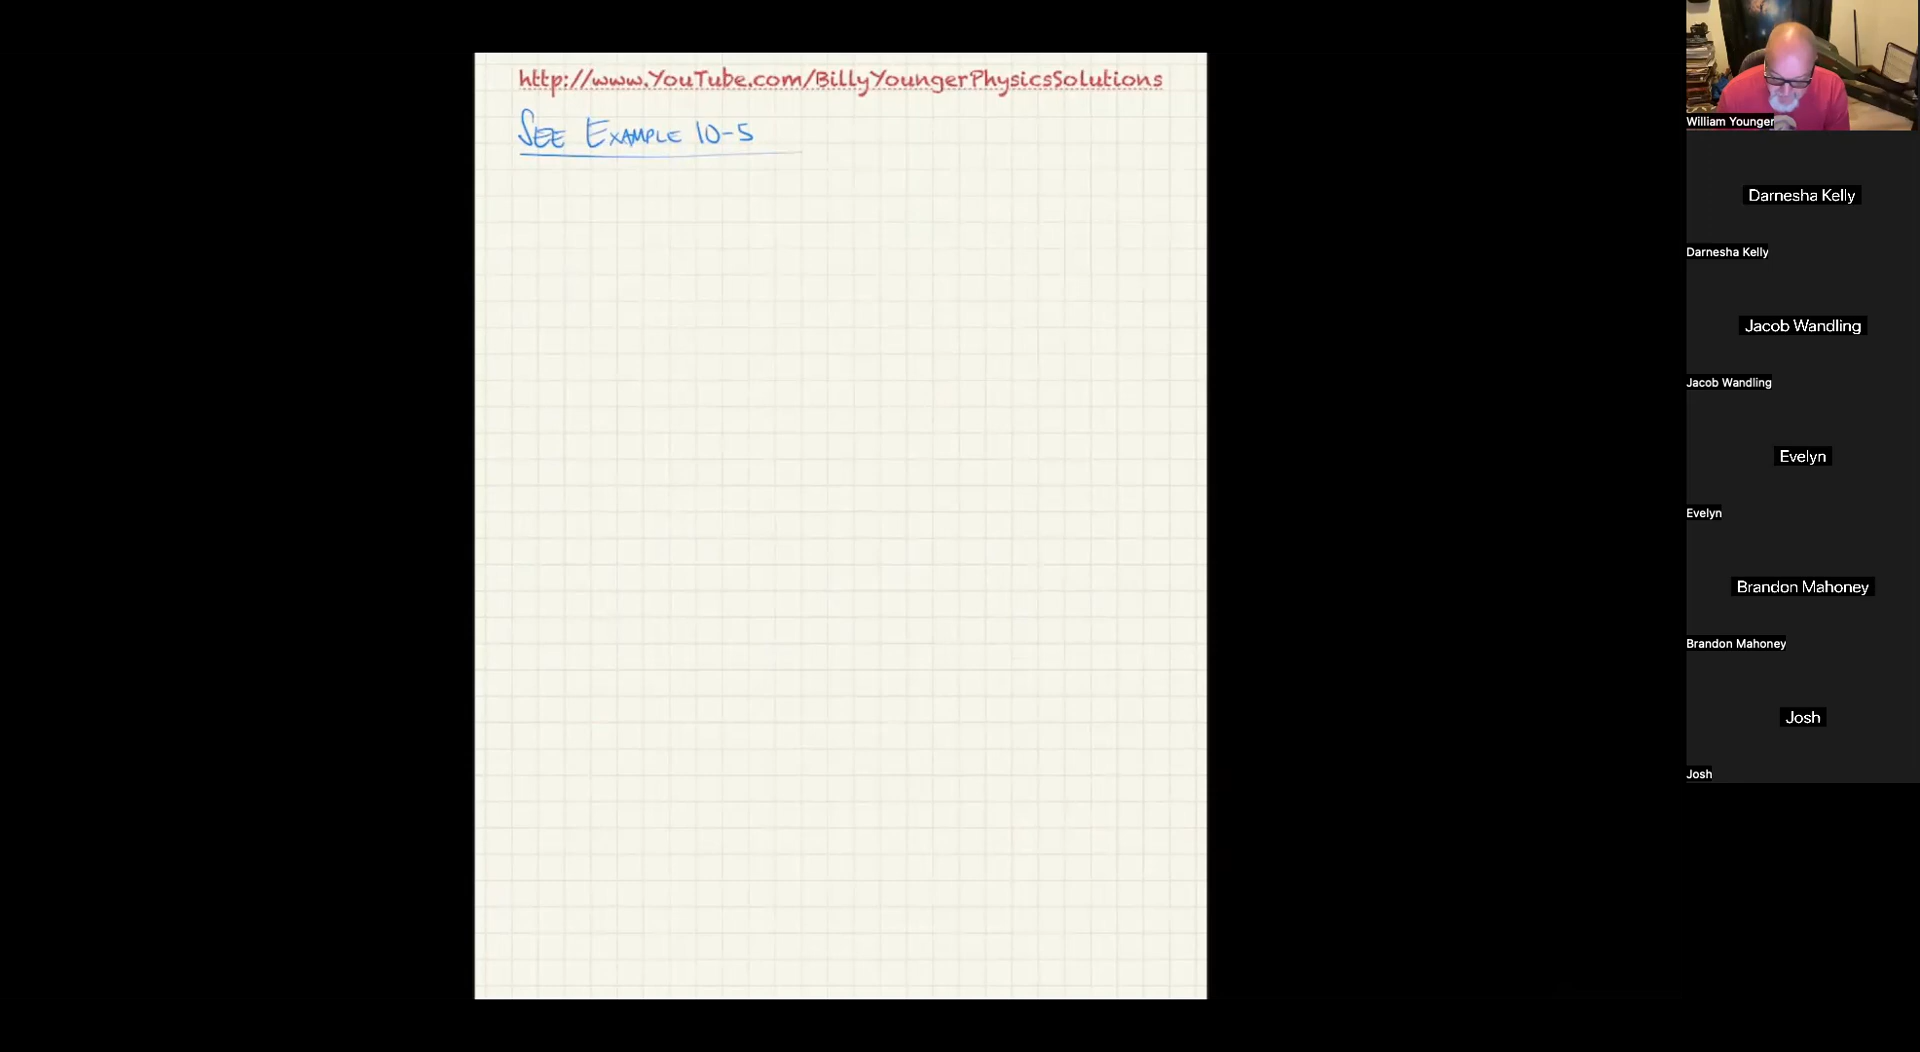 http://www.YouTube.com/BillyYoungerPhysicsSolutions
SEE EXAMPLE 10-5
William Younger
Darnesha Kelly
Darnesha Kelly
Jacob Wandling
Jacob Wandling
Evelyn
Evelyn
Brandon Mahoney
Brandon Mahoney
Josh
Josh